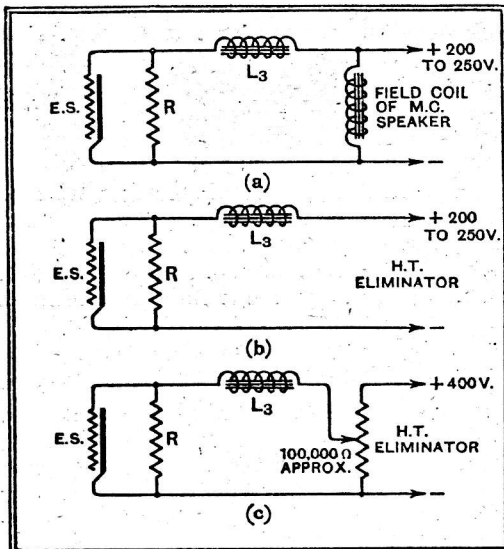 L3
+ 200
TO 250V.
E.S.
R
FIELD COIL
OF M.C.
SPEAKER
−
(a)
L3
+ 200
TO 250V.
E.S.
R
H.T.
ELIMINATOR
−
(b)
L3
+ 400V.
E.S.
R
100,000 Ω
APPROX.
H.T.
ELIMINATOR
−
(c)